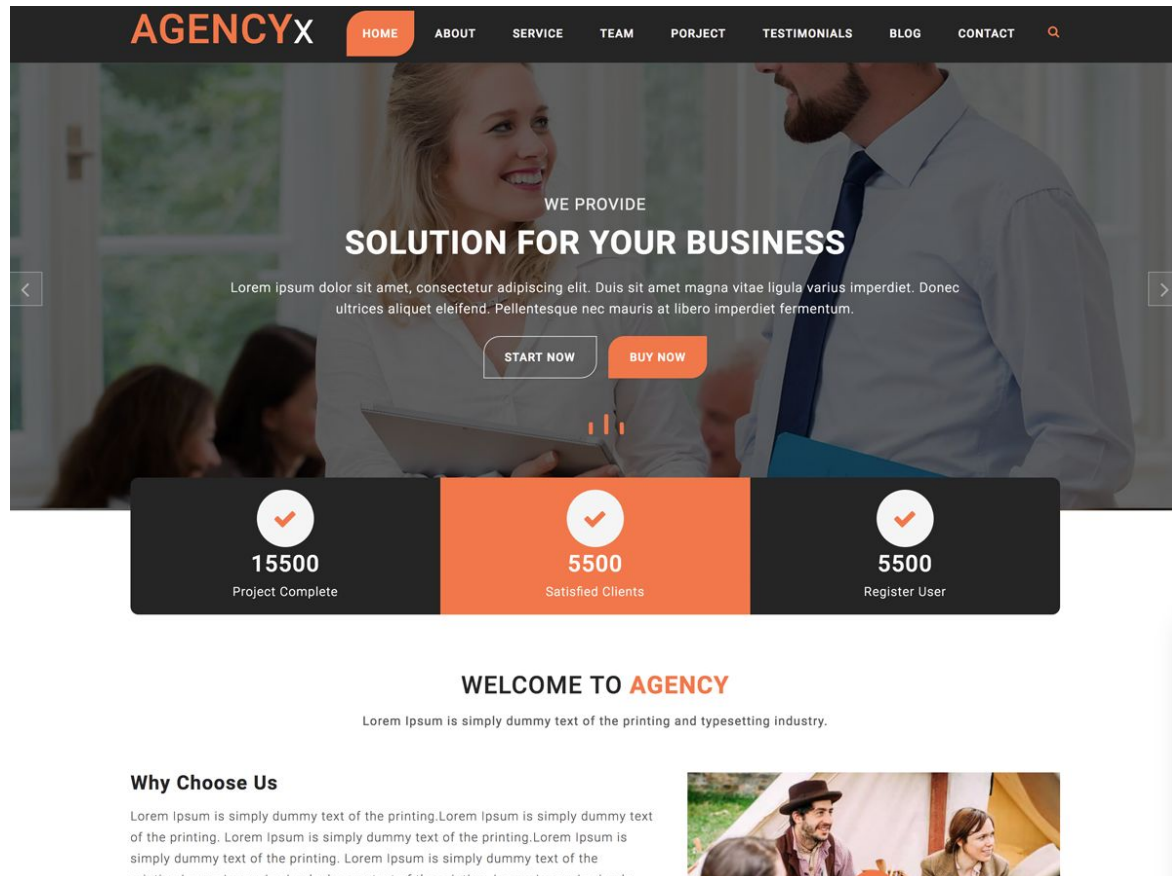 AGENCYX
HOME ABOUT SERVICE TEAM PORJECT TESTIMONIALS BLOG CONTACT
WE PROVIDE
SOLUTION FOR YOUR BUSINESS
Lorem ipsum dolor sit amet, consectetur adipiscing elit. Duis sit amet magna vitae ligula varius imperdiet. Donec
ultrices aliquet eleifend. Pellentesque nec mauris at libero imperdiet fermentum.
START NOW BUY NOW
15500 5500 5500
Project Complete Satisfied Clients Register User
WELCOME TO AGENCY
Lorem Ipsum is simply dummy text of the printing and typesetting industry.
Why Choose Us
Lorem Ipsum is simply dummy text of the printing.Lorem Ipsum is simply dummy text
of the printing. Lorem Ipsum is simply dummy text of the printing.Lorem Ipsum is
simply dummy text of the printing. Lorem Ipsum is simply dummy text of the